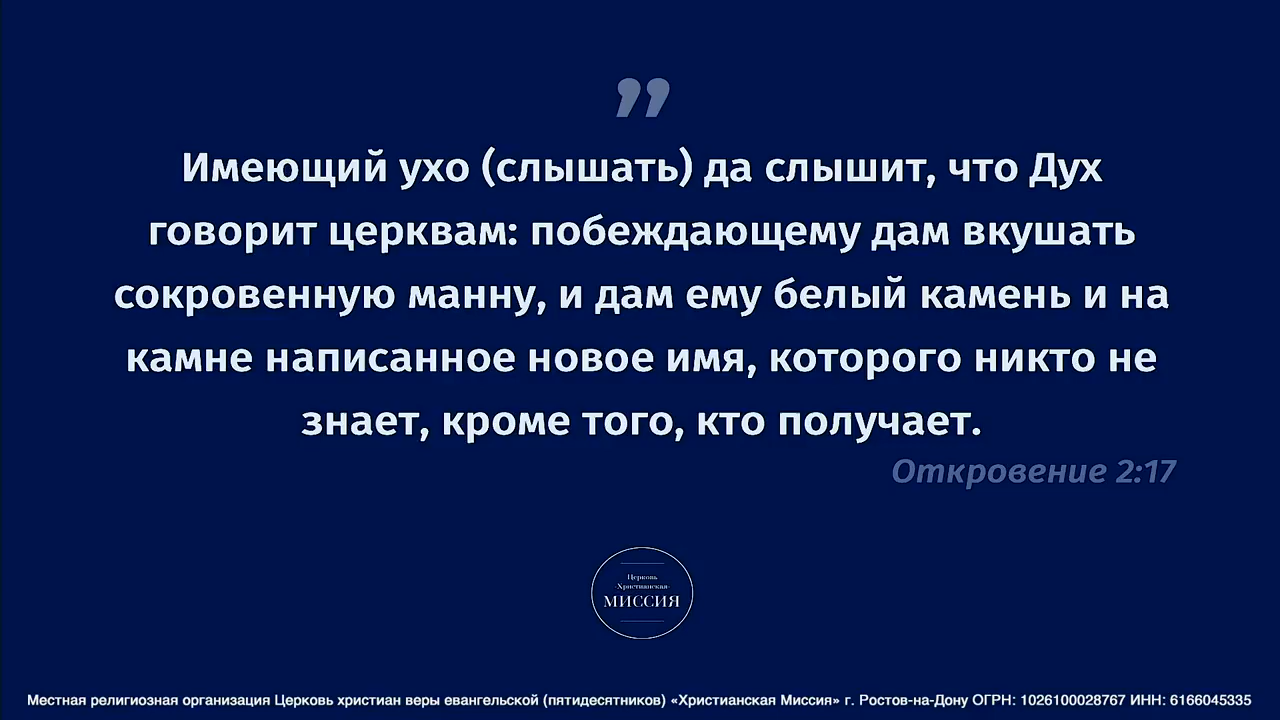 ”
Имеющий ухо (слышать) да слышит, что Дух
говорит церквам: побеждающему дам вкушать
сокровенную манну, и дам ему белый камень и на
камне написанное новое имя, которого никто не
знает, кроме того, кто получает.
Откровение 2:17
Церковь
Христианская
МИССИЯ
Местная религиозная организация Церковь христиан веры евангельской (пятидесятников) «Христианская Миссия» г. Ростов-на-Дону ОГРН: 1026100028767 ИНН: 6166045335